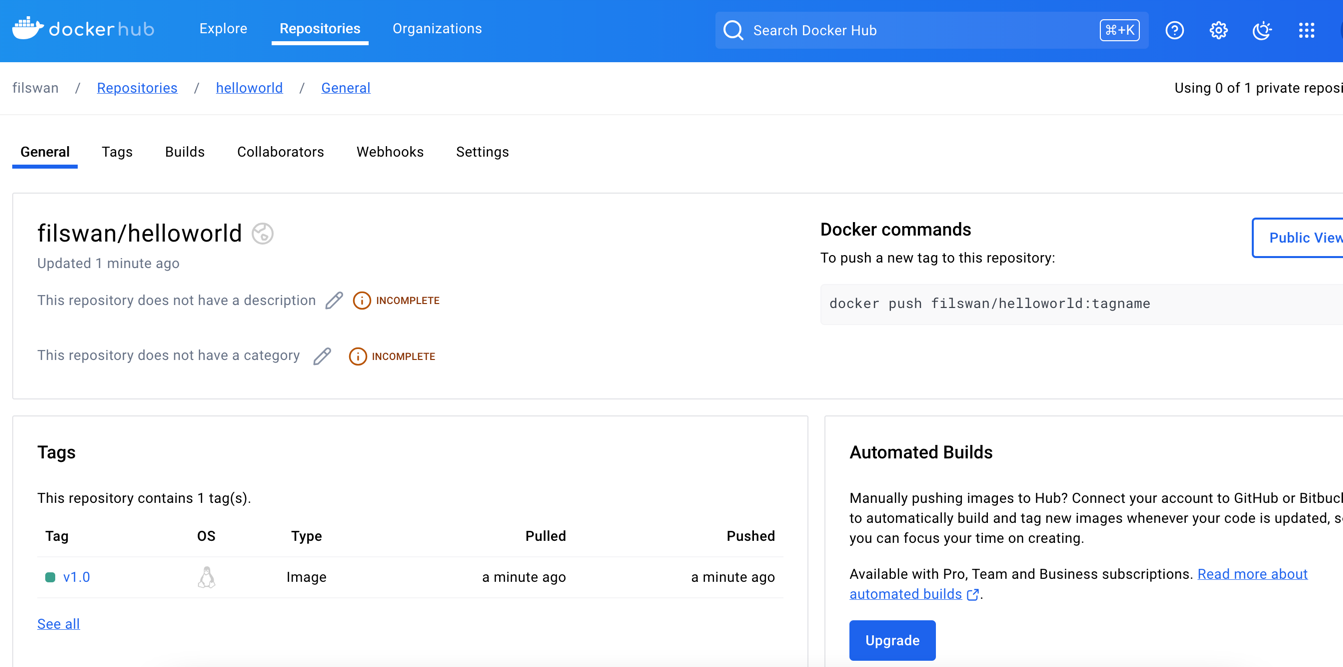 dockerhub
Explore
Repositories
Organizations
Search Docker Hub
⌘+K
filswan / Repositories / helloworld / General
Using 0 of 1 private
General
Tags
Builds
Collaborators
Webhooks
Settings
filswan/helloworld
Updated 1 minute ago
This repository does not have a description
INCOMPLETE
This repository does not have a category
INCOMPLETE
Docker commands
To push a new tag to this repository:
docker push filswan/helloworld:tagname
Public View
Tags
This repository contains 1 tag(s).
Tag OS Type Pulled Pushed
v1.0 Image a minute ago a minute ago
See all
Automated Builds
Manually pushing images to Hub? Connect your account to GitHub or
to automatically build and tag new images whenever your code is updated,
you can focus your time on creating.
Available with Pro, Team and Business subscriptions. Read more about
automated builds.
Upgrade